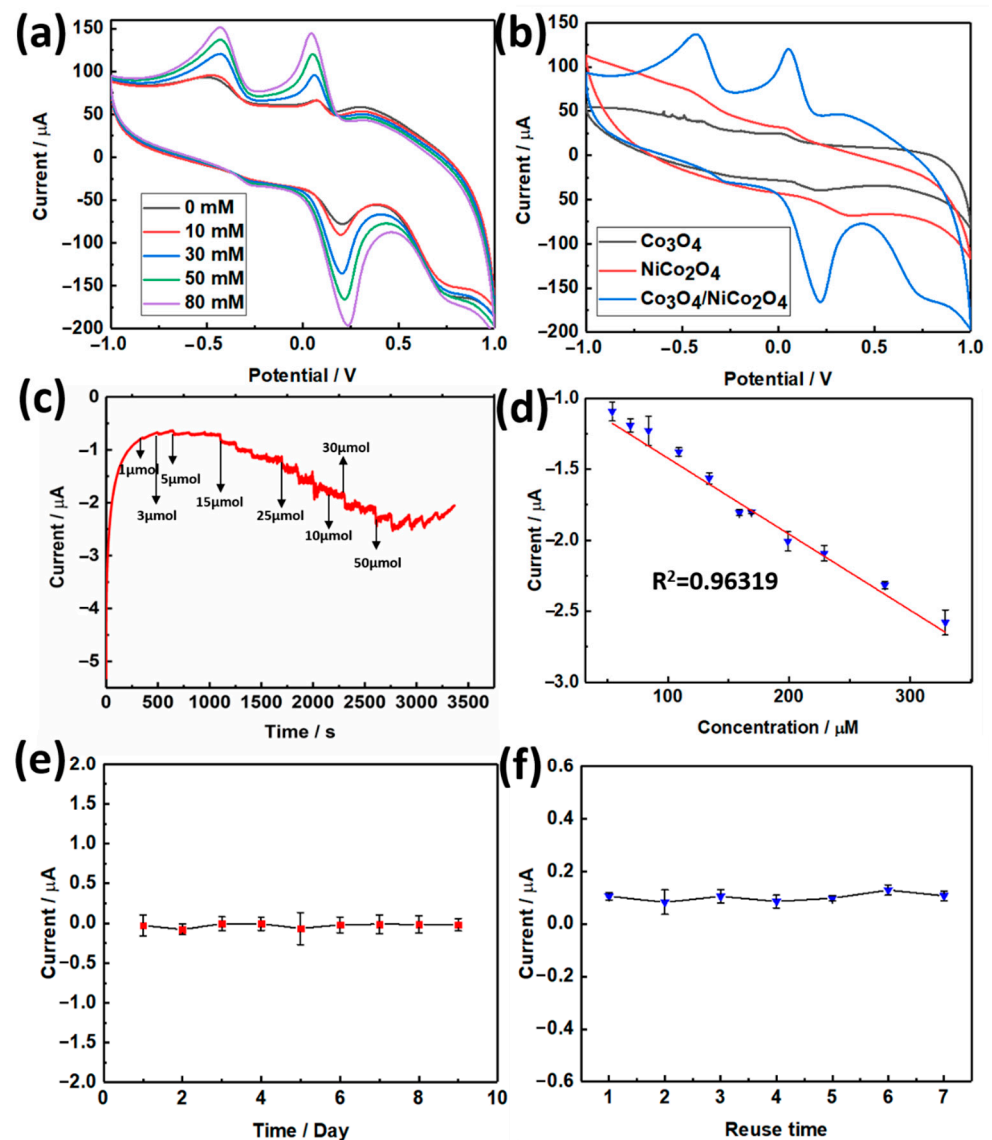 (a)
150
100
50
0
−50
−100
−150
−200
Current / μA
0 mM
10 mM
30 mM
50 mM
80 mM
−1.0 −0.5 0.0 0.5 1.0
Potential / V
(b)
150
100
50
0
−50
−100
−150
−200
Current / μA
Co₃O₄
NiCo₂O₄
Co₃O₄/NiCo₂O₄
−1.0 −0.5 0.0 0.5 1.0
Potential / V
(c)
0
−1
−2
−3
−4
−5
Current / μA
1μmol
3μmol
5μmol
15μmol
25μmol
10μmol
30μmol
50μmol
0 500 1000 1500 2000 2500 3000 3500
Time / s
(d)
−1.0
−1.5
−2.0
−2.5
−3.0
Current / μA
R²=0.96319
100 200 300
Concentration / μM
(e)
2.0
1.5
1.0
0.5
0.0
−0.5
−1.0
−1.5
−2.0
Current / μA
0 2 4 6 8 10
Time / Day
(f)
0.6
0.4
0.2
0.0
−0.2
−0.4
−0.6
Current / μA
1 2 3 4 5 6 7
Reuse time